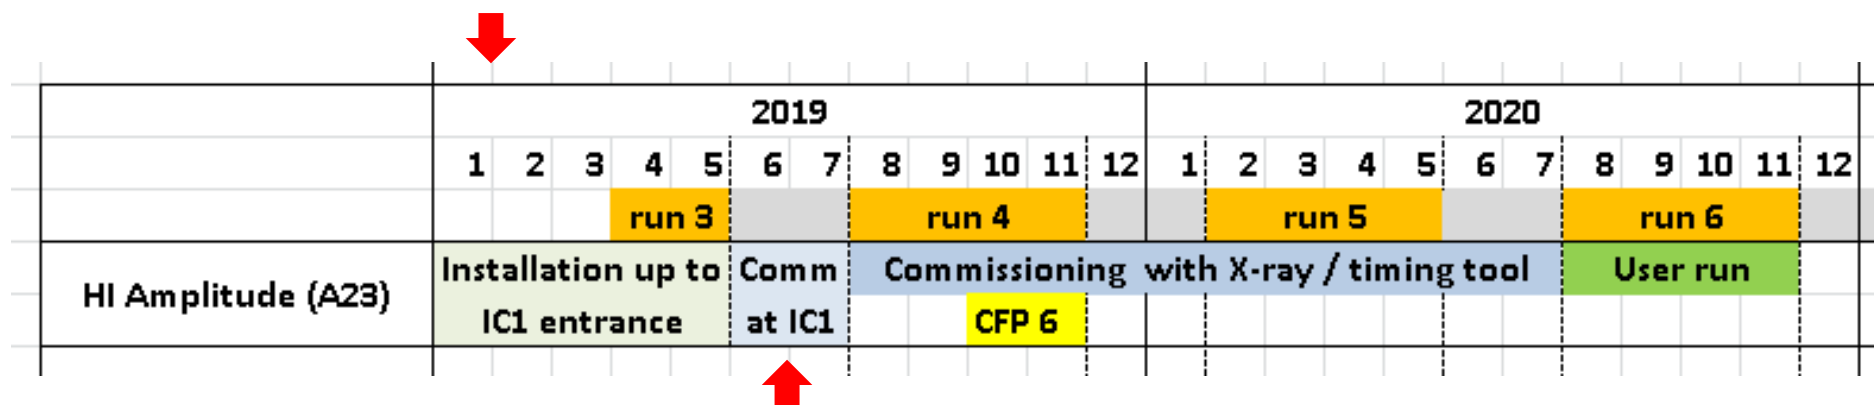 2019 2020
1 2 3 4 5 6 7 8 9 10 11 12 1 2 3 4 5 6 7 8 9 10 11 12
run 3 run 4 run 5 run 6
HI Amplitude (A23)
Installation up to
IC1 entrance
Comm
at IC1
Commissioning with X-ray / timing tool
CFP 6
User run